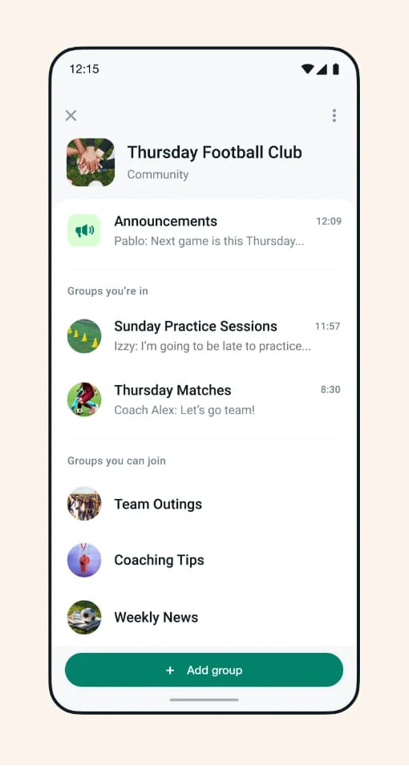 12:15
Thursday Football Club
Community
Announcements 12:09
Pablo: Next game is this Thursday...
Groups you're in
Sunday Practice Sessions 11:57
Izzy: I'm going to be late to practice...
Thursday Matches 8:30
Coach Alex: Let's go team!
Groups you can join
Team Outings
Coaching Tips
Weekly News
+ Add group